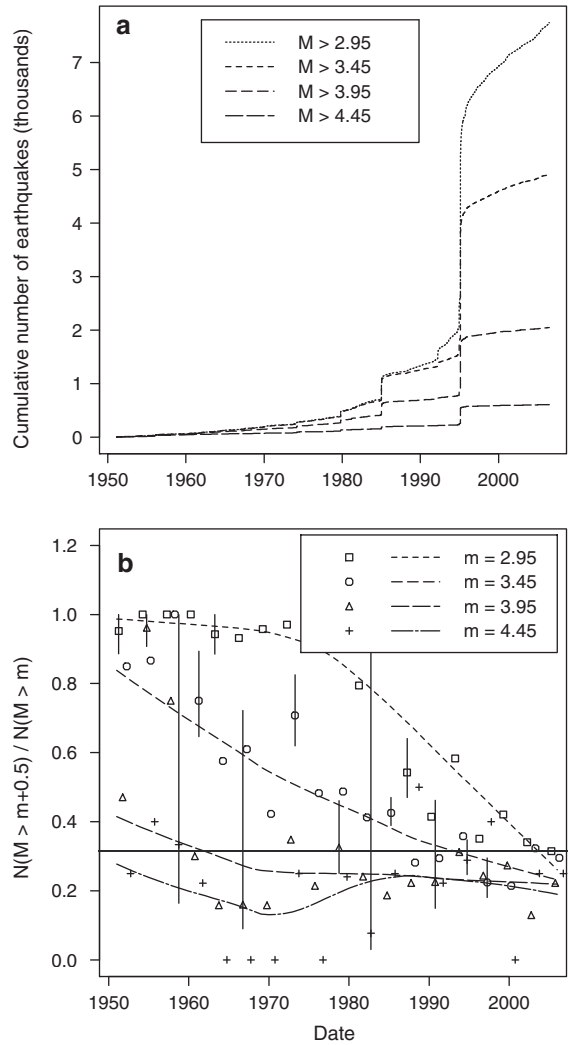 a
M > 2.95
M > 3.45
M > 3.95
M > 4.45
Cumulative number of earthquakes (thousands)
7
6
5
4
3
2
1
0
1950 1960 1970 1980 1990 2000
b
m = 2.95
m = 3.45
m = 3.95
m = 4.45
N(M > m+0.5) / N(M > m)
1.2
1.0
0.8
0.6
0.4
0.2
0.0
1950 1960 1970 1980 1990 2000
Date